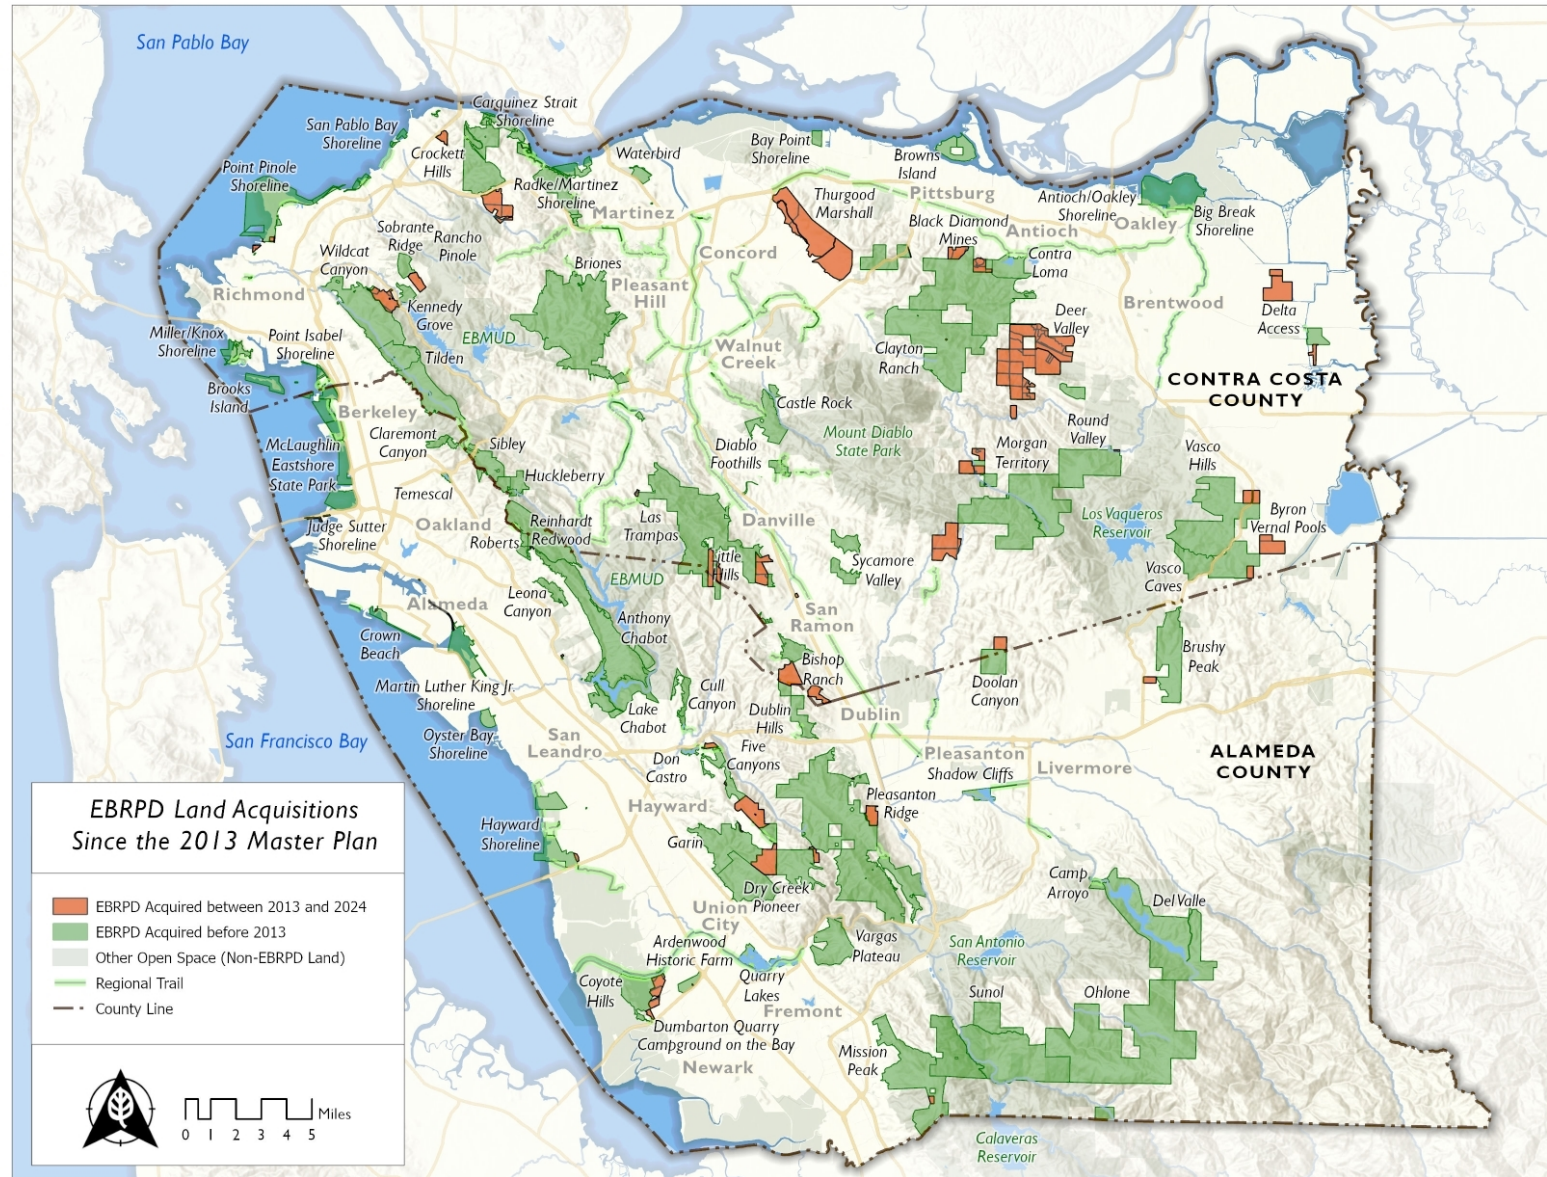 San Pablo Bay
Carquinez Strait
Shoreline
San Pablo Bay
Shoreline
Crockett
Hills
Waterbird
Bay Point
Shoreline
Browns
Island
Point Pinole
Shoreline
Radke/Martinez
Shoreline
Martinez
Thurgood
Marshall
Pittsburg
Antioch/Oakley
Shoreline
Oakley
Big Break
Shoreline
Sobrante
Ridge
Rancho
Pinole
Black Diamond
Mines
Antioch
Wildcat
Canyon
Concord
Contra
Loma
Briones
Richmond
Pleasant
Hill
Kennedy
Grove
Brentwood
Delta
Access
Deer
Valley
Miller/Knox
Shoreline
Point Isabel
Shoreline
EBMUD
Tilden
Walnut
Creek
Clayton
Ranch
CONTRA COSTA
COUNTY
Brooks
Island
Berkeley
Castle Rock
Claremont
Canyon
Sibley
Mount Diablo
State Park
Round
Valley
McLaughlin
Eastshore
State Park
Diablo
Foothills
Morgan
Territory
Vasco
Hills
Huckleberry
Temescal
Judge Sutter
Shoreline
Oakland
Reinhardt
Redwood
Las
Trampas
Danville
Los Vaqueros
Reservoir
Byron
Vernal Pools
Roberts
Little
Hills
Sycamore
Valley
Vasco
Caves
EBMUD
Leona
Canyon
Alameda
Anthony
Chabot
San
Ramon
Crown
Beach
Bishop
Ranch
Brushy
Peak
Doolan
Canyon
Martin Luther King Jr.
Shoreline
Cull
Canyon
Lake
Chabot
Dublin
Hills
Dublin
San Francisco Bay
Oyster Bay
Shoreline
San
Leandro
Don
Castro
Five
Canyons
Pleasanton
Shadow Cliffs
Livermore
ALAMEDA
COUNTY
Hayward
Pleasanton
Ridge
Hayward
Shoreline
Garin
Dry Creek
Pioneer
Camp
Arroyo
Del Valle
Union
City
Ardenwood
Historic Farm
Vargas
Plateau
San Antonio
Reservoir
Coyote
Hills
Quarry
Lakes
Fremont
Sunol
Ohlone
Dumbarton Quarry
Campground on the Bay
Mission
Peak
Newark
Calaveras
Reservoir
EBRPD Land Acquisitions
Since the 2013 Master Plan
EBRPD Acquired between 2013 and 2024
EBRPD Acquired before 2013
Other Open Space (Non-EBRPD Land)
Regional Trail
County Line
Miles
0 1 2 3 4 5